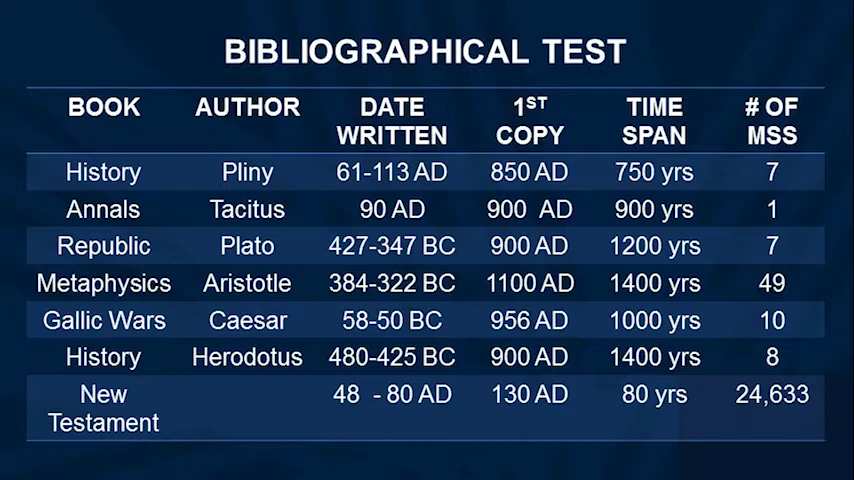 BIBLIOGRAPHICAL TEST
BOOK AUTHOR DATE WRITTEN 1ST COPY TIME SPAN # OF MSS
History Pliny 61-113 AD 850 AD 750 yrs 7
Annals Tacitus 90 AD 900 AD 900 yrs 1
Republic Plato 427-347 BC 900 AD 1200 yrs 7
Metaphysics Aristotle 384-322 BC 1100 AD 1400 yrs 49
Gallic Wars Caesar 58-50 BC 956 AD 1000 yrs 10
History Herodotus 480-425 BC 900 AD 1400 yrs 8
New Testament 48 - 80 AD 130 AD 80 yrs 24,633